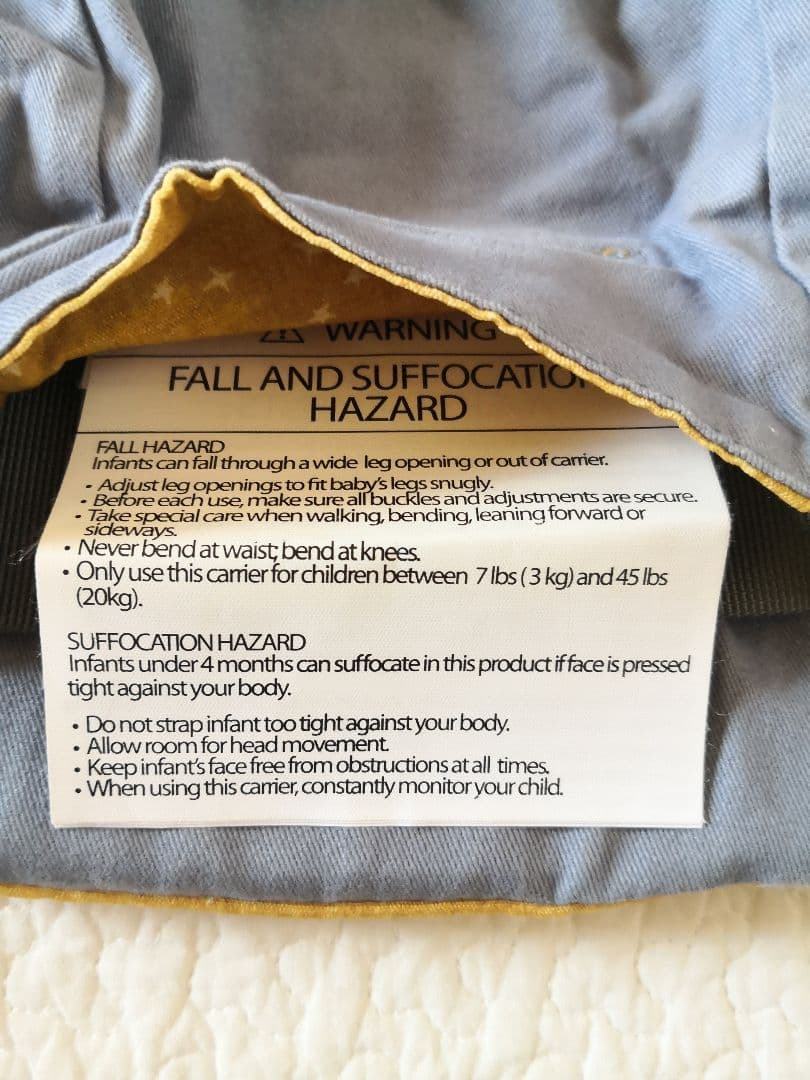 ⚠ WARNING
FALL AND SUFFOCATIO
HAZARD
FALL HAZARD
Infants can fall through a wide leg opening or out of carrier.
• Adjust leg openings to fit baby's legs snugly.
• Before each use, make sure all buckles and adjustments are secure.
• Take special care when walking, bending, leaning forward or
sideways.
• Never bend at waist; bend at knees.
• Only use this carrier for children between 7 lbs (3 kg) and 45 lbs
(20kg).
SUFFOCATION HAZARD
Infants under 4 months can suffocate in this product if face is pressed
tight against your body.
• Do not strap infant too tight against your body.
• Allow room for head movement.
• Keep infant's face free from obstructions at all times.
• When using this carrier, constantly monitor your child.